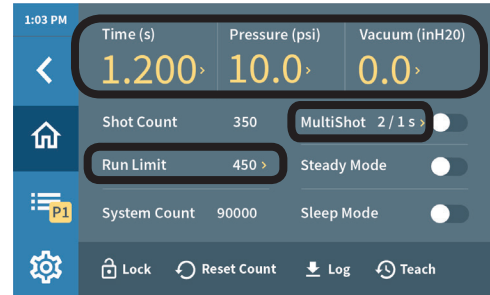 1:03 PM
Time (s) Pressure (psi) Vacuum (inH20)
1.200 › 10.0 › 0.0 ›
Shot Count 350 MultiShot 2 / 1 s ›
Run Limit 450 › Steady Mode
P1
System Count 90000 Sleep Mode
Lock Reset Count Log Teach